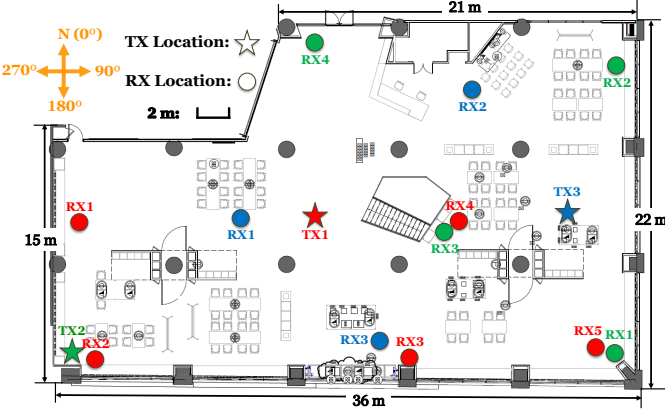 21 m
N (0°)
TX Location:
270° 90°
RX Location:
180°
2 m:
RX4
RX2
RX2
RX1
RX1
TX1
RX4
RX3
TX3
22 m
15 m
TX2
RX2
RX3
RX3
RX5
RX1
36 m